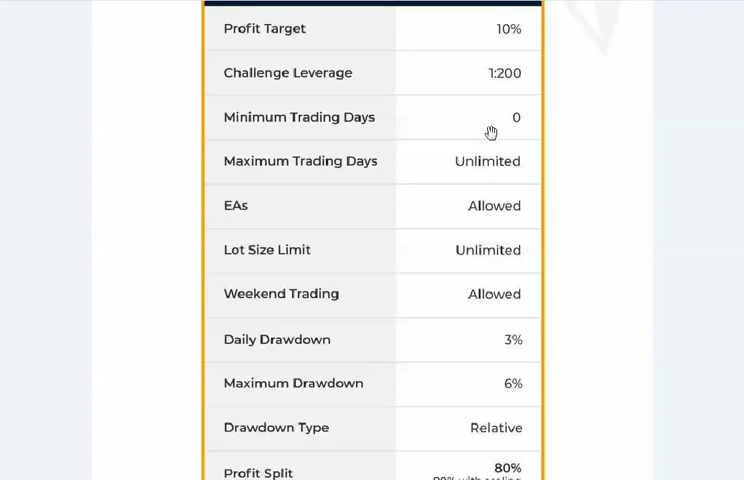 Profit Target 10%
Challenge Leverage 1:200
Minimum Trading Days 0
Maximum Trading Days Unlimited
EAs Allowed
Lot Size Limit Unlimited
Weekend Trading Allowed
Daily Drawdown 3%
Maximum Drawdown 6%
Drawdown Type Relative
Profit Split 80%